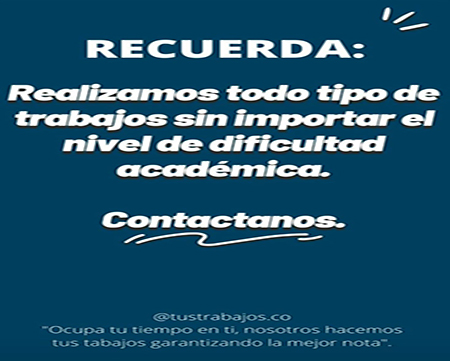 RECUERDA:
Realizamos todo tipo de
trabajos sin importar el
nivel de dificultad
académica.
Contactanos.
@tustrabajos.co
"Ocupa tu tiempo en ti, nosotros hacemos
tus tabajos garantizando la mejor nota".